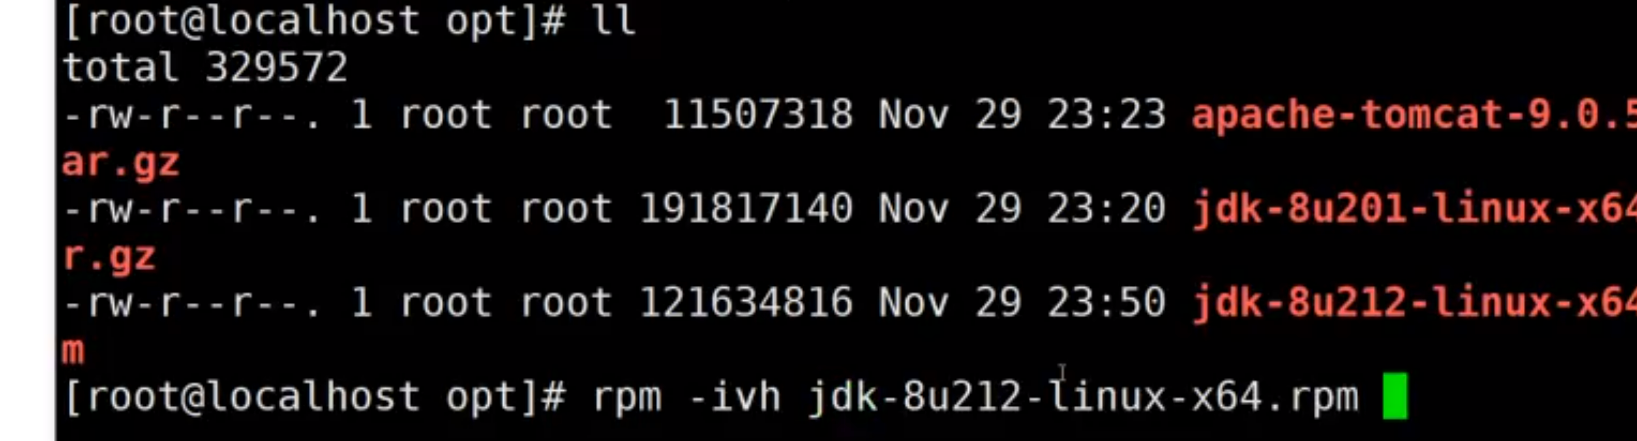 [root@localhost opt]# ll
total 329572
-rw-r--r--. 1 root root  11507318 Nov 29 23:23 apache-tomcat-9.0.5
ar.gz
-rw-r--r--. 1 root root 191817140 Nov 29 23:20 jdk-8u201-linux-x64
r.gz
-rw-r--r--. 1 root root 121634816 Nov 29 23:50 jdk-8u212-linux-x64
m
[root@localhost opt]# rpm -ivh jdk-8u212-linux-x64.rpm